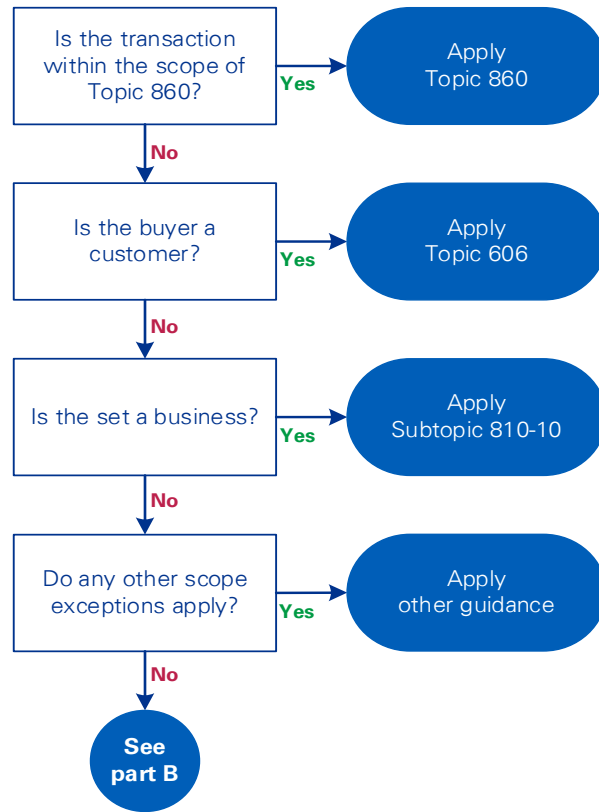 Is the transaction
within the scope of
Topic 860?
Yes
Apply
Topic 860
No
Is the buyer a
customer?
Yes
Apply
Topic 606
No
Is the set a business?
Yes
Apply
Subtopic 810-10
No
Do any other scope
exceptions apply?
Yes
Apply
other guidance
No
See
part B